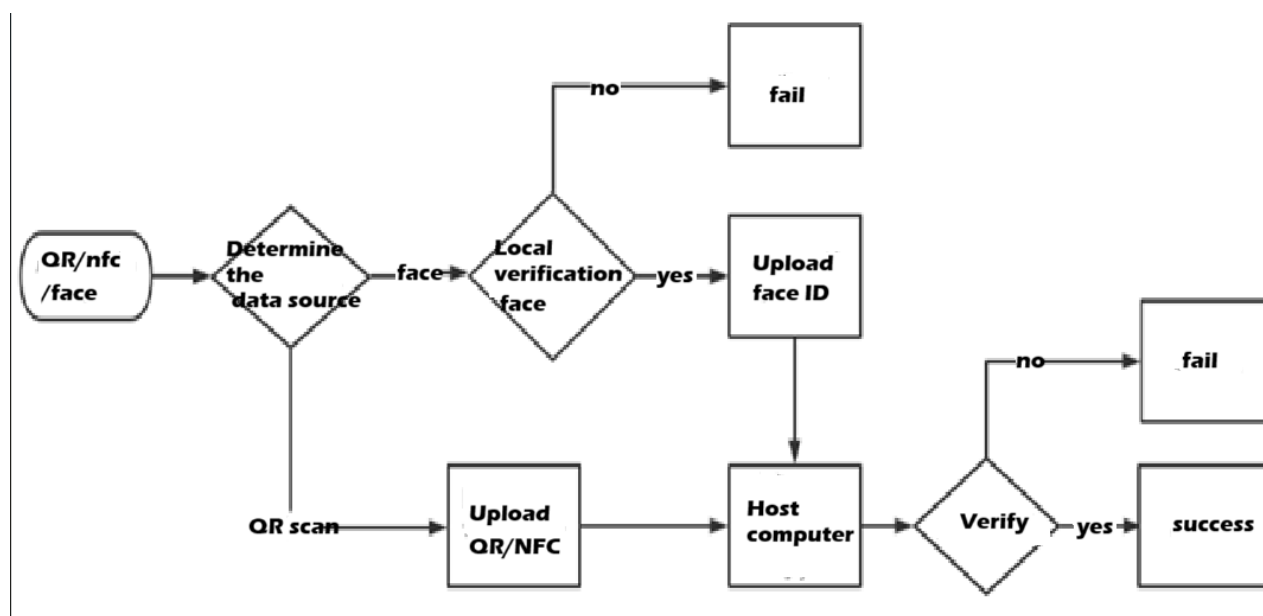 no
fail
QR/nfc
/face
Determine
the
data source
face
Local
verification
face
yes
Upload
face ID
no
fail
QR scan
Upload
QR/NFC
Host
computer
Verify
yes
success